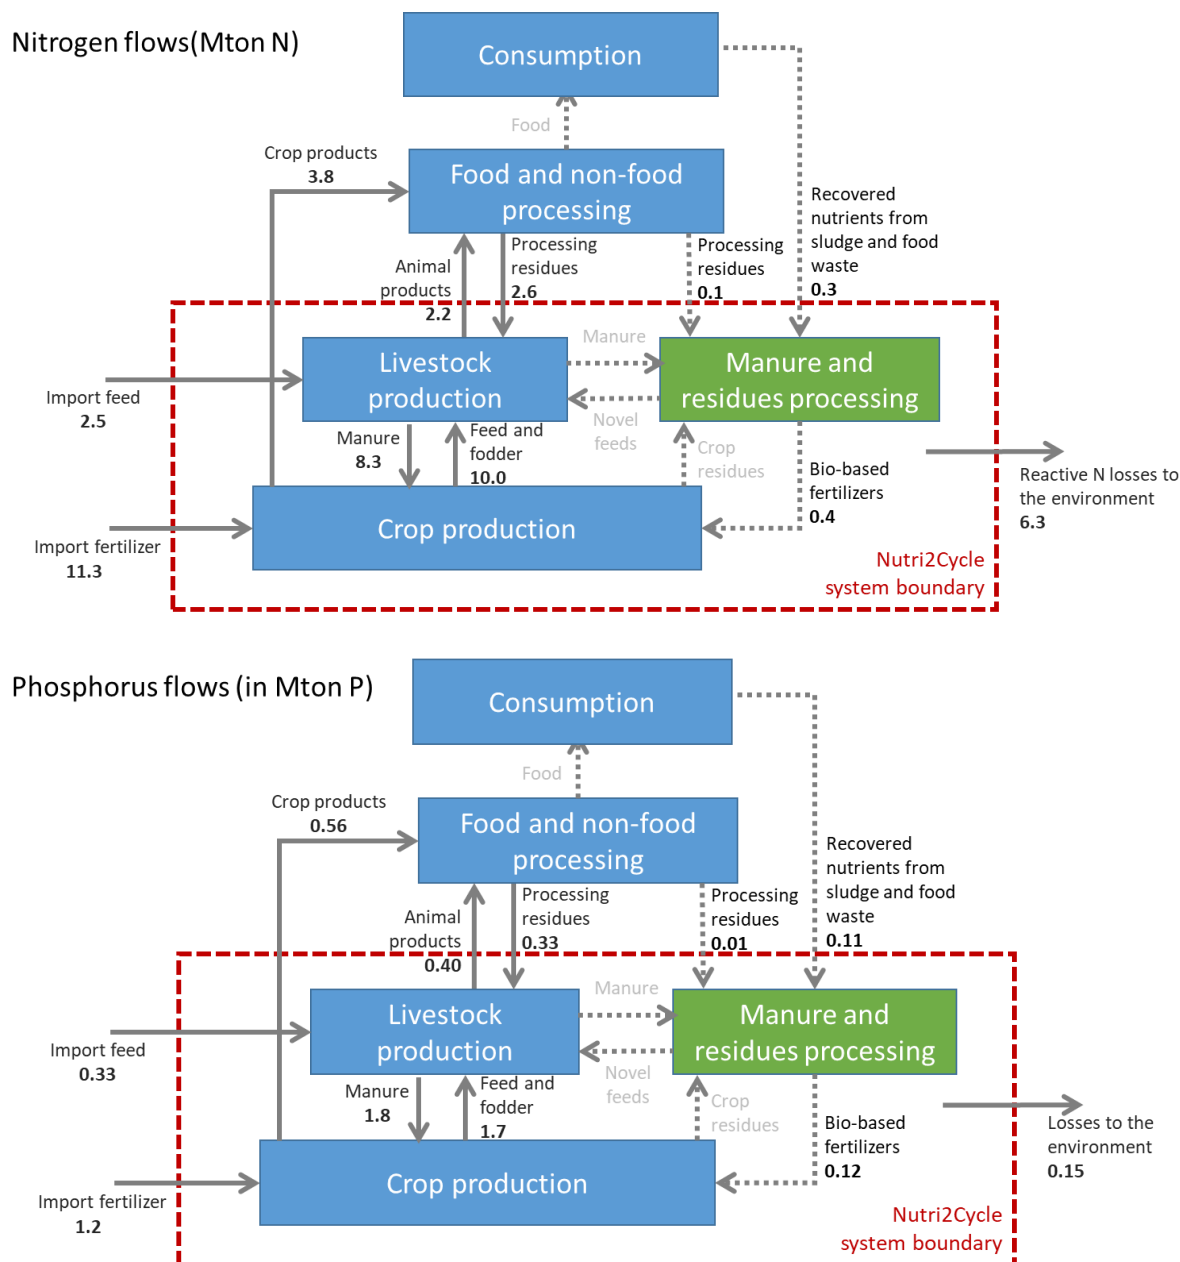 Nitrogen flows(Mton N)
Consumption
Food
Crop products
3.8
Food and non-food
processing
Recovered
nutrients from
sludge and food
waste
0.3
Animal
products
2.2
Processing
residues
2.6
Processing
residues
0.1
Livestock
production
Manure
Novel
feeds
Manure and
residues processing
Import feed
2.5
Manure
8.3
Feed and
fodder
10.0
Crop
residues
Bio-based
fertilizers
0.4
Reactive N losses to
the environment
6.3
Crop production
Import fertilizer
11.3
Nutri2Cycle
system boundary
Phosphorus flows (in Mton P)
Consumption
Food
Crop products
0.56
Food and non-food
processing
Recovered
nutrients from
sludge and food
waste
0.11
Animal
products
0.40
Processing
residues
0.33
Processing
residues
0.01
Livestock
production
Manure
Novel
feeds
Manure and
residues processing
Import feed
0.33
Manure
1.8
Feed and
fodder
1.7
Crop
residues
Bio-based
fertilizers
0.12
Losses to the
environment
0.15
Crop production
Import fertilizer
1.2
Nutri2Cycle
system boundary